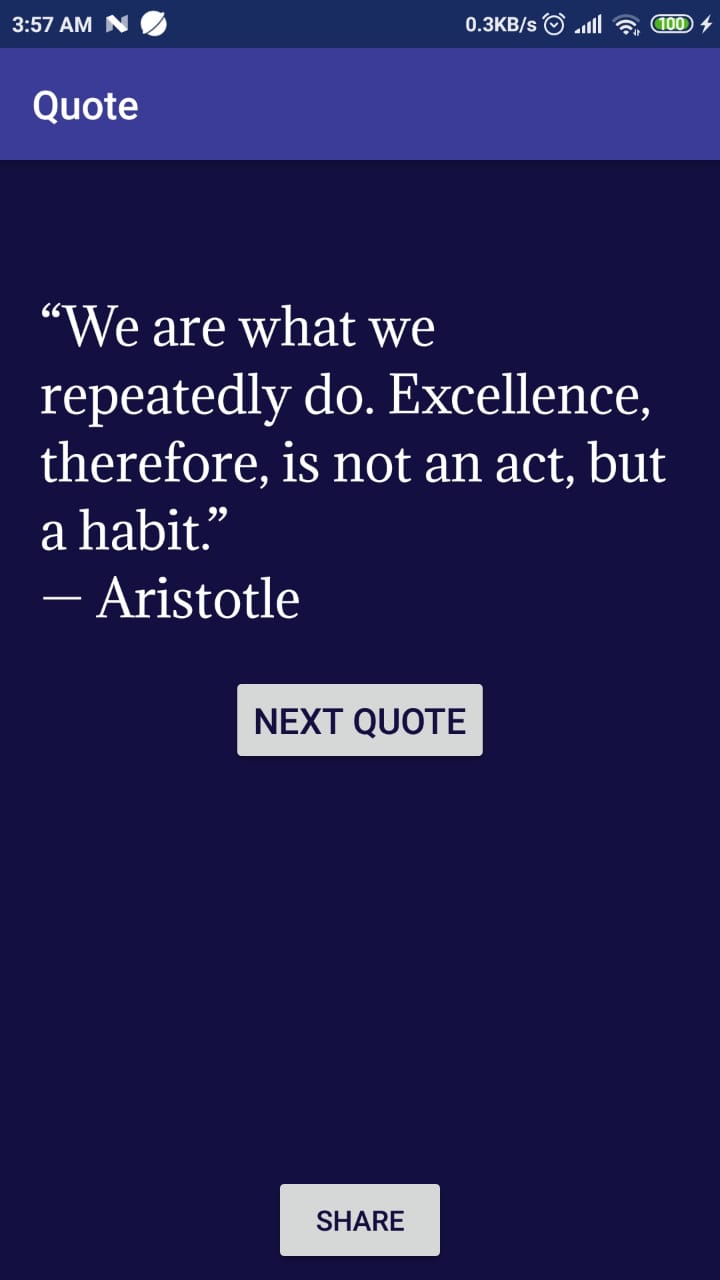 3:57 AM 0.3KB/s 100
Quote
“We are what we
repeatedly do. Excellence,
therefore, is not an act, but
a habit.”
— Aristotle
NEXT QUOTE
SHARE